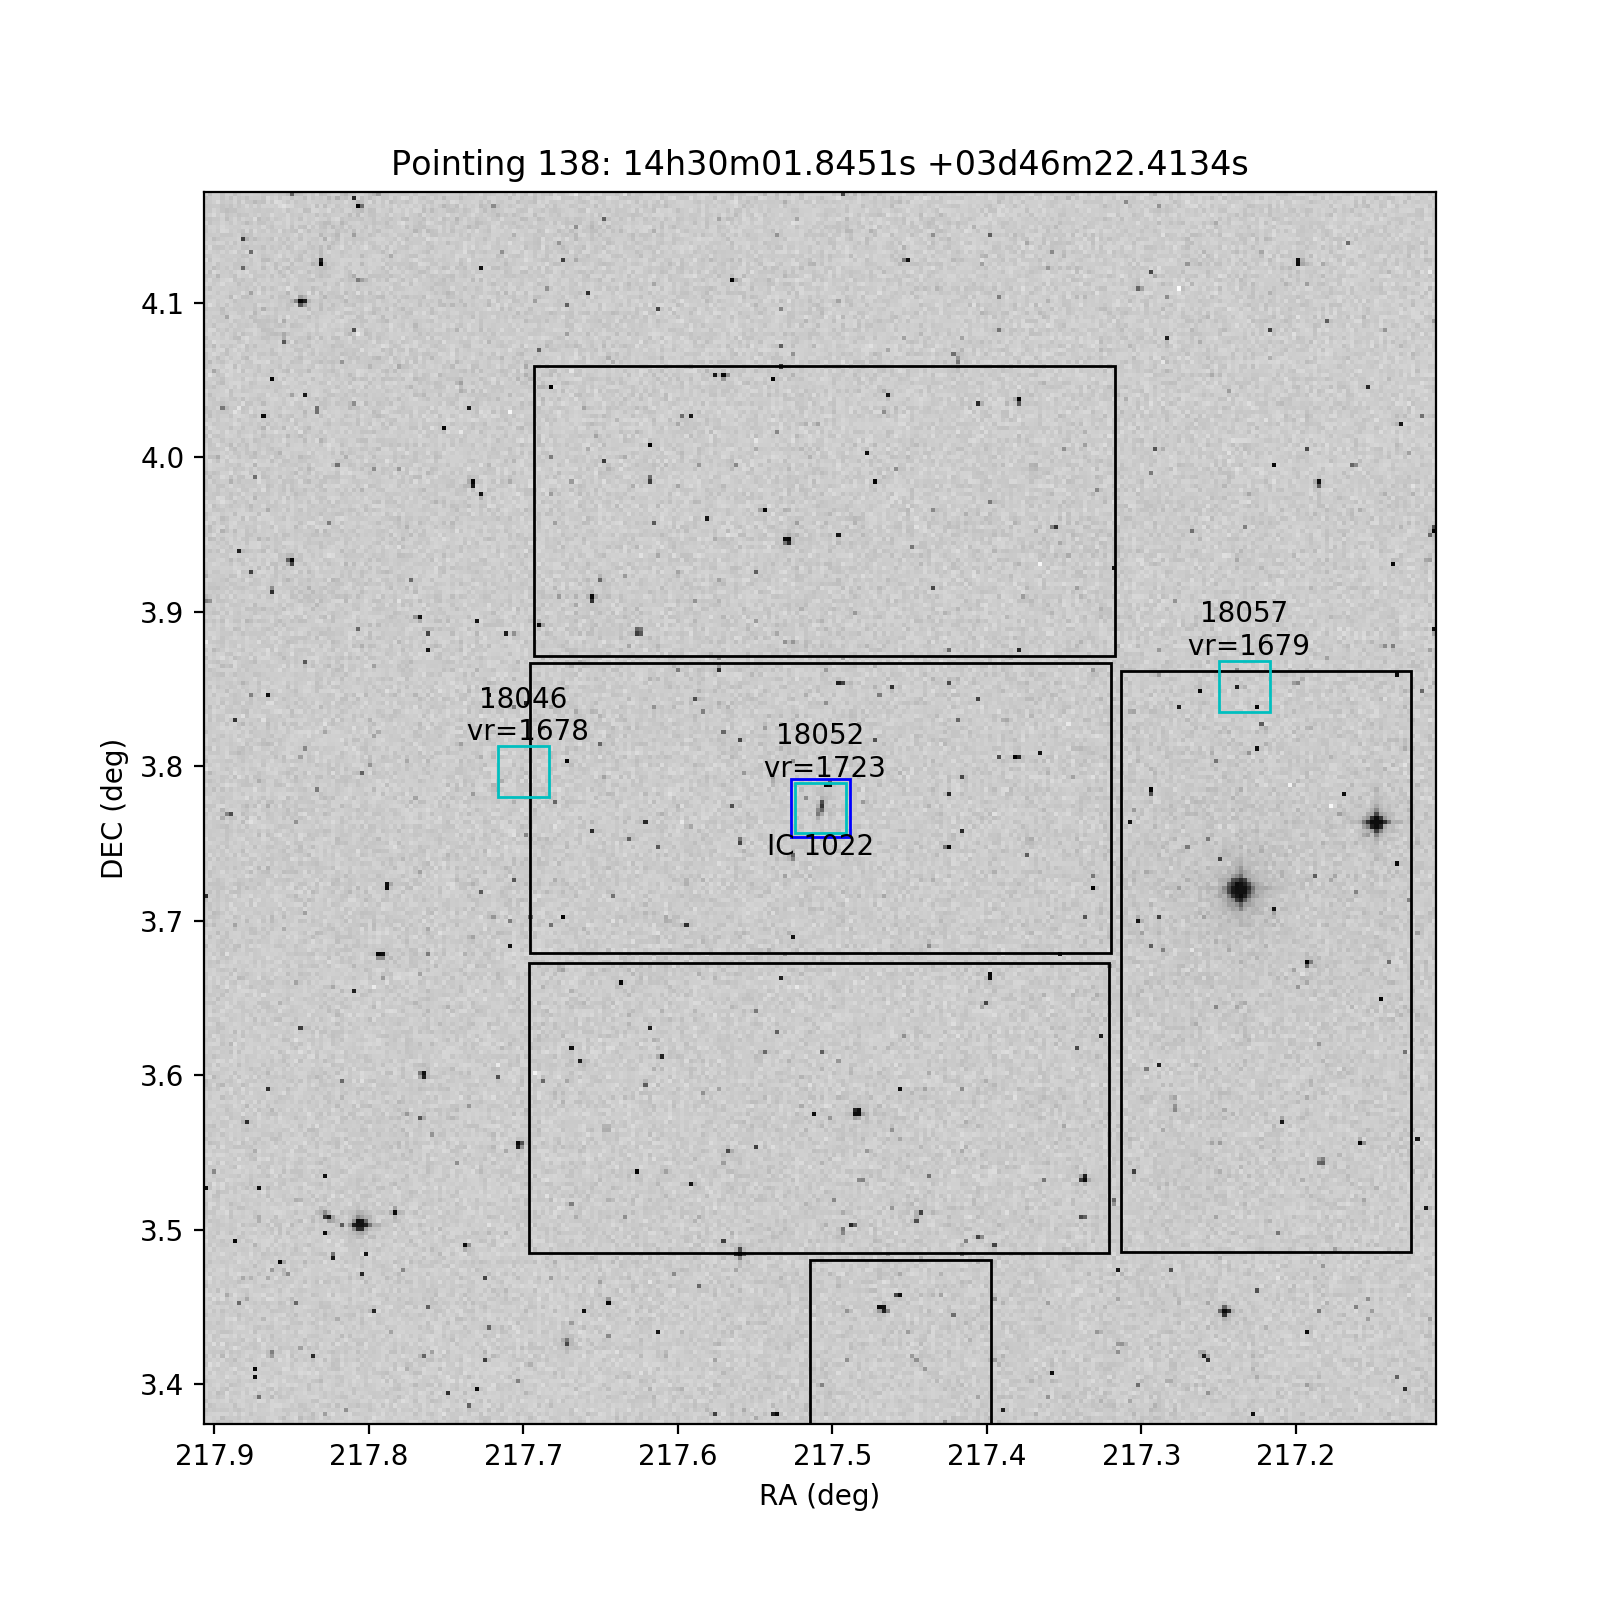 Pointing 138: 14h30m01.8451s +03d46m22.4134s
4.1
4.0
3.9
3.8
3.7
3.6
3.5
3.4
DEC (deg)
18057
vr=1679
18046
vr=1678
18052
vr=1723
IC 1022
217.9 217.8 217.7 217.6 217.5 217.4 217.3 217.2
RA (deg)